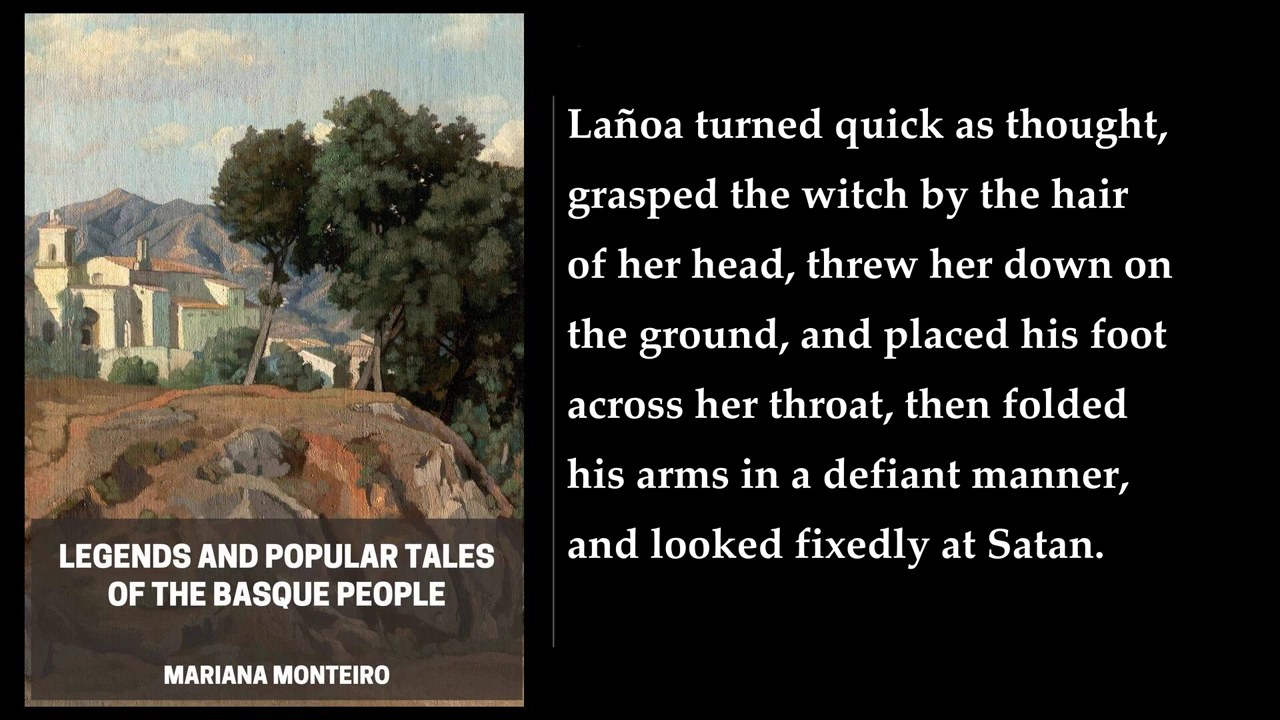 LEGENDS AND POPULAR TALES
OF THE BASQUE PEOPLE
MARIANA MONTEIRO
Lañoa turned quick as thought,
grasped the witch by the hair
of her head, threw her down on
the ground, and placed his foot
across her throat, then folded
his arms in a defiant manner,
and looked fixedly at Satan.